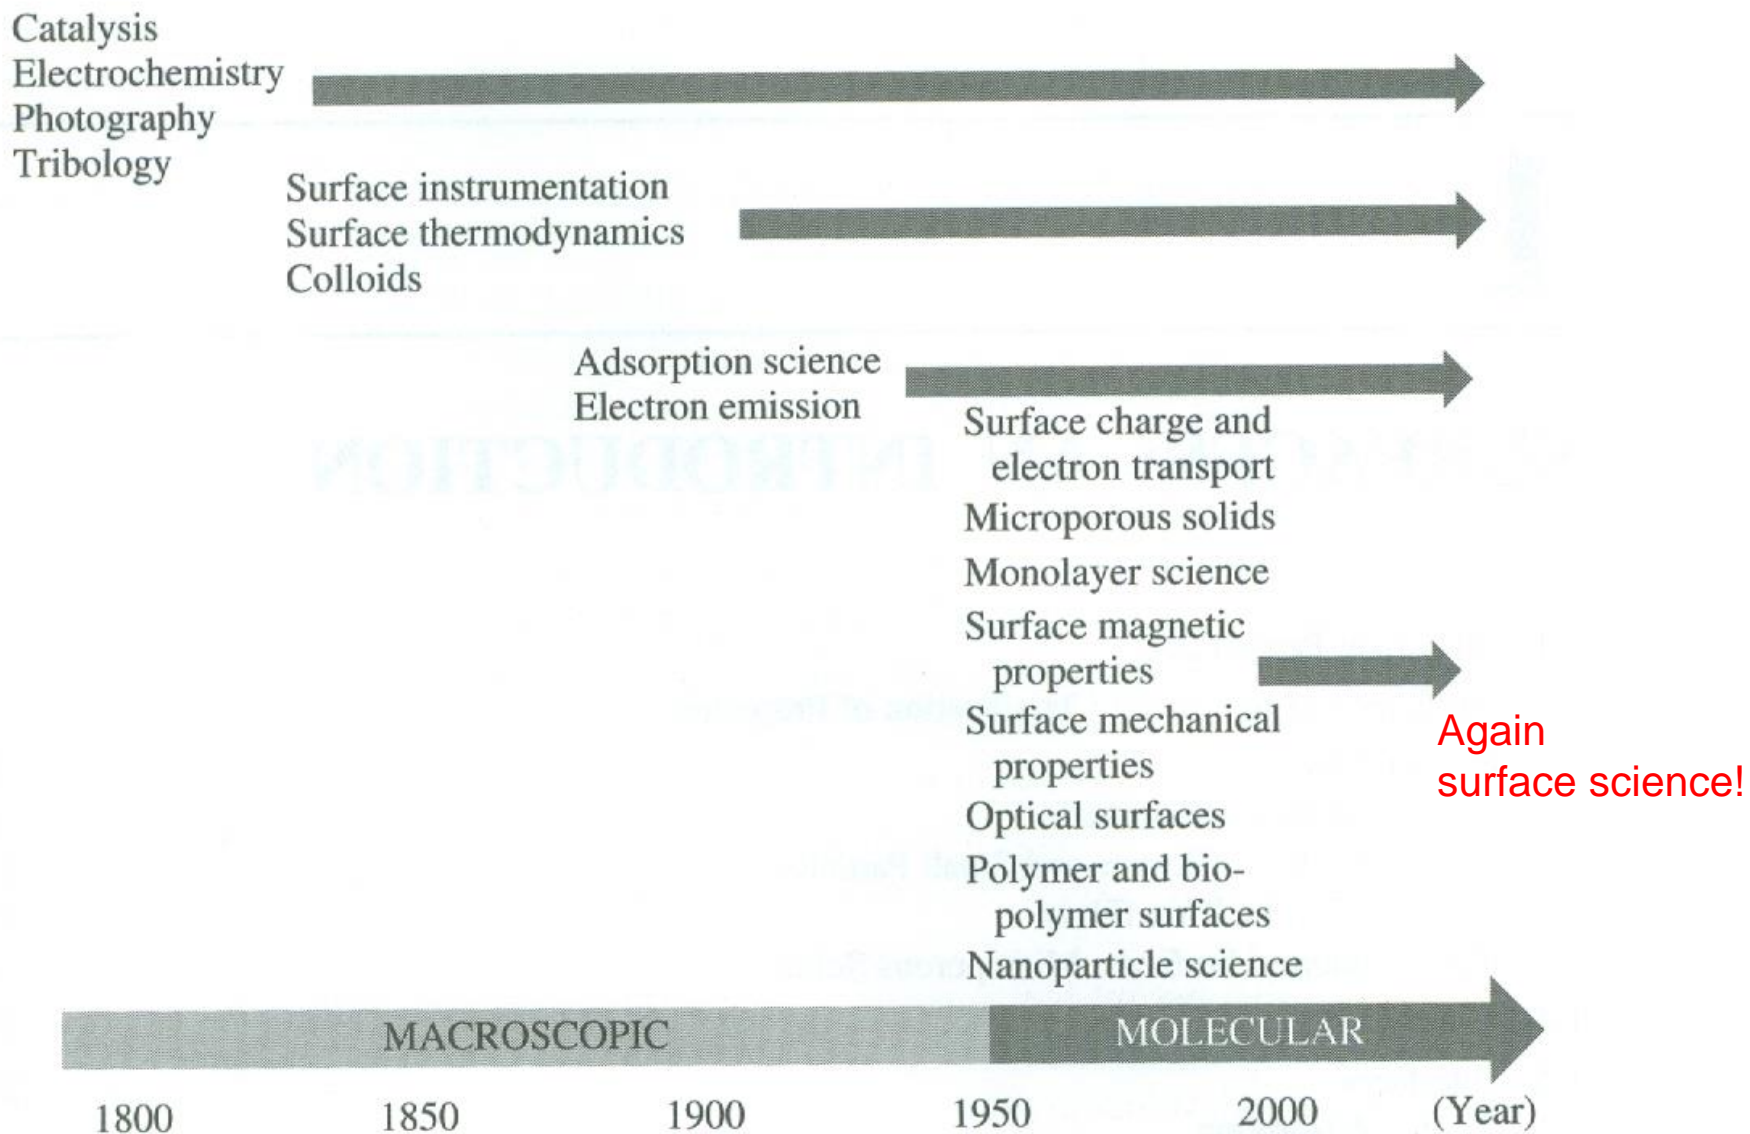 Catalysis
Electrochemistry
Photography
Tribology
Surface instrumentation
Surface thermodynamics
Colloids
Adsorption science
Electron emission
Surface charge and
electron transport
Microporous solids
Monolayer science
Surface magnetic
properties
Surface mechanical
properties
Again
surface science!
Optical surfaces
Polymer and bio-
polymer surfaces
Nanoparticle science
MACROSCOPIC
MOLECULAR
1800 1850 1900 1950 2000 (Year)